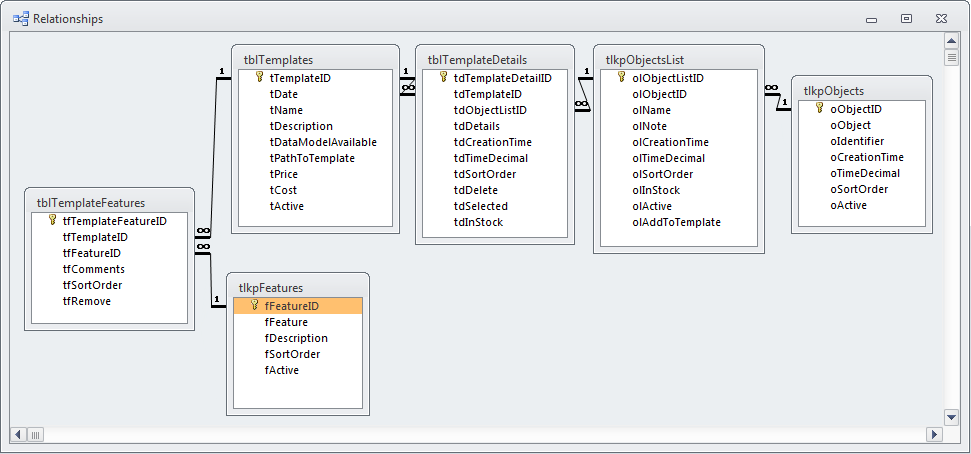 Relationships
tblTemplates
1
tTemplateID
tDate
tName
tDescription
tDataModelAvailable
tPathToTemplate
tPrice
tCost
tActive
tblTemplateDetails
1
∞
tdTemplateDetailID
tdTemplateID
tdObjectListID
tdDetails
tdCreationTime
tdTimeDecimal
tdSortOrder
tdDelete
tdSelected
tdInStock
tlkpObjectsList
1
∞
olObjectListID
olObjectID
olName
olNote
olCreationTime
olTimeDecimal
olSortOrder
olInStock
olActive
olAddToTemplate
tlkpObjects
∞
1
oObjectID
oObject
oIdentifier
oCreationTime
oTimeDecimal
oSortOrder
oActive
tblTemplateFeatures
tfTemplateFeatureID
tfTemplateID
tfFeatureID
tfComments
tfSortOrder
tfRemove
∞
∞
tlkpFeatures
1
fFeatureID
fFeature
fDescription
fSortOrder
fActive